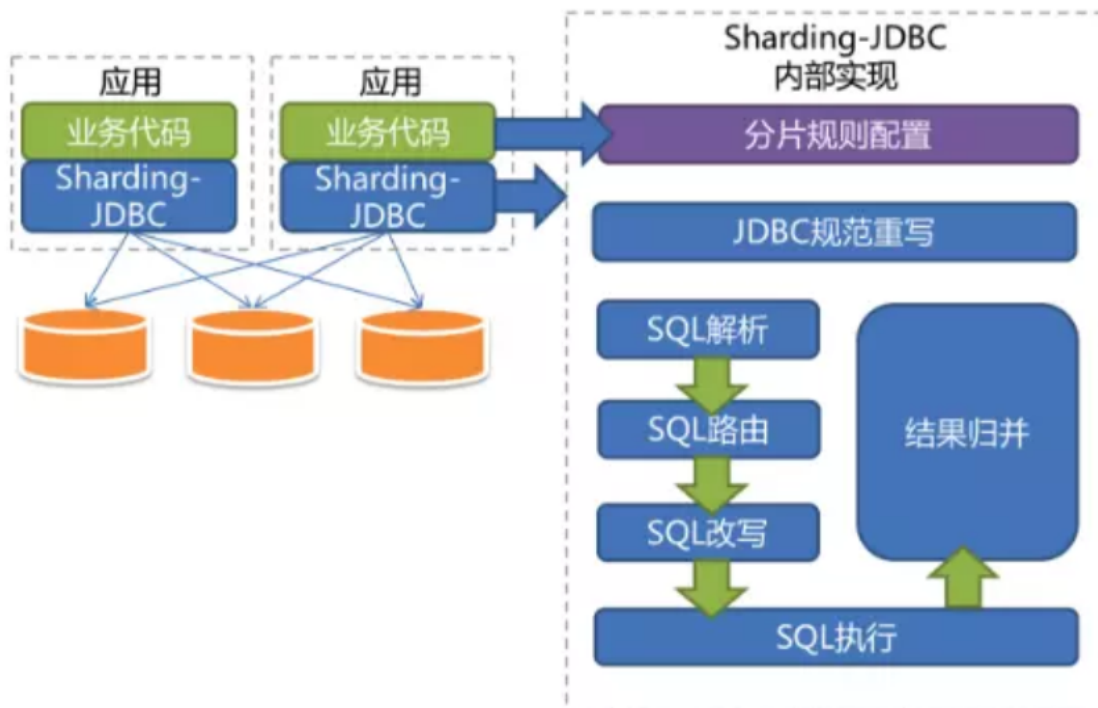 应用
业务代码
Sharding-
JDBC
应用
业务代码
Sharding-
JDBC
Sharding-JDBC
内部实现
分片规则配置
JDBC规范重写
SQL解析
SQL路由
SQL改写
结果归并
SQL执行